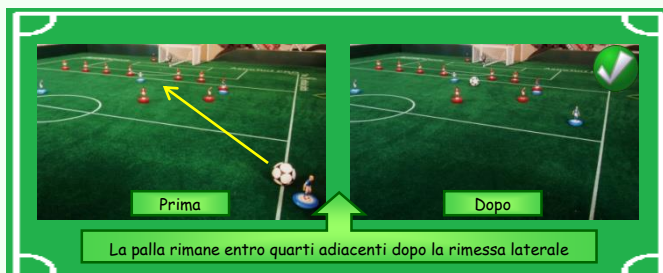 Prima
Dopo
La palla rimane entro quarti adiacenti dopo la rimessa laterale